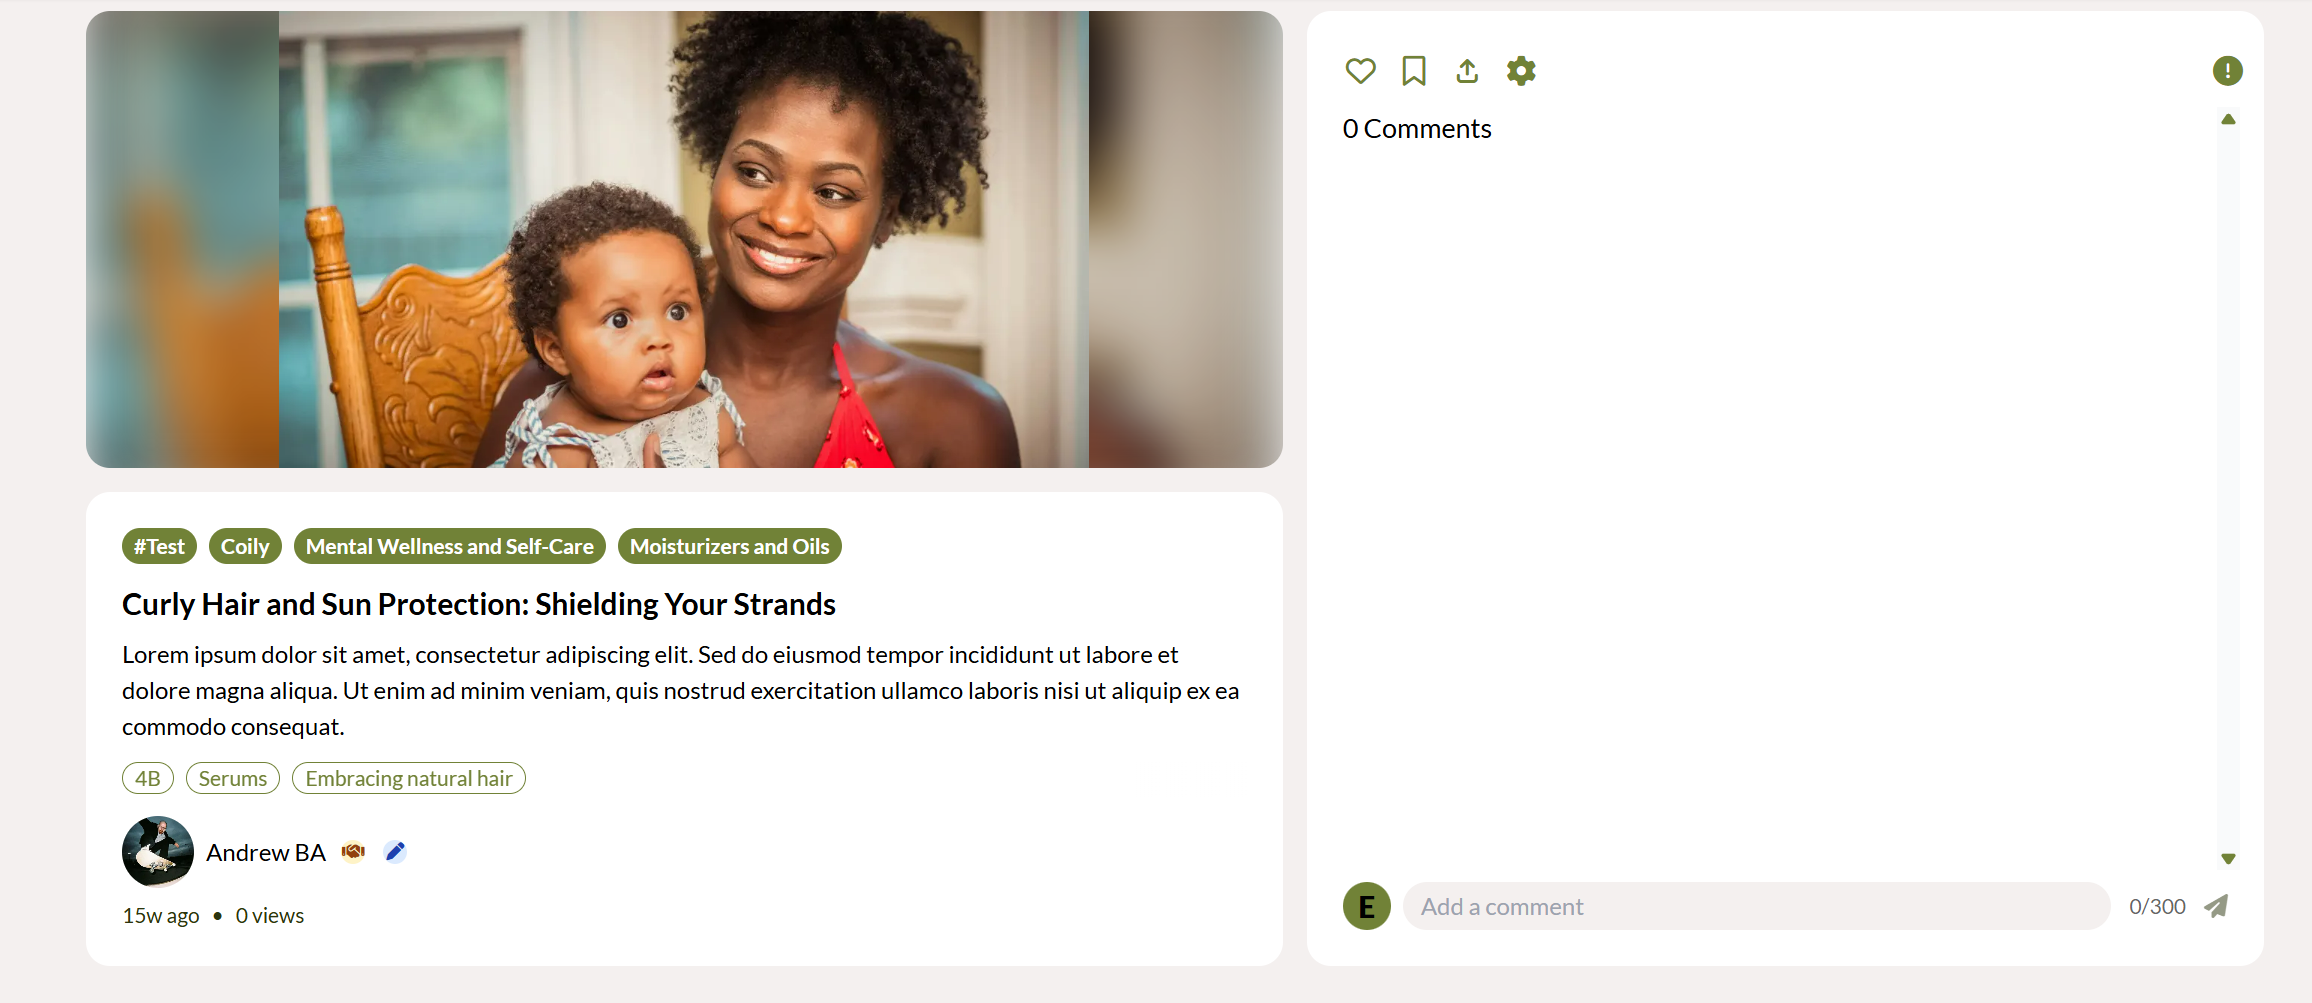 #Test Coily Mental Wellness and Self-Care Moisturizers and Oils
Curly Hair and Sun Protection: Shielding Your Strands
Lorem ipsum dolor sit amet, consectetur adipiscing elit. Sed do eiusmod tempor incididunt ut labore et
dolore magna aliqua. Ut enim ad minim veniam, quis nostrud exercitation ullamco laboris nisi ut aliquip ex ea
commodo consequat.
4B Serums Embracing natural hair
Andrew BA
15w ago • 0 views
0 Comments
E Add a comment 0/300